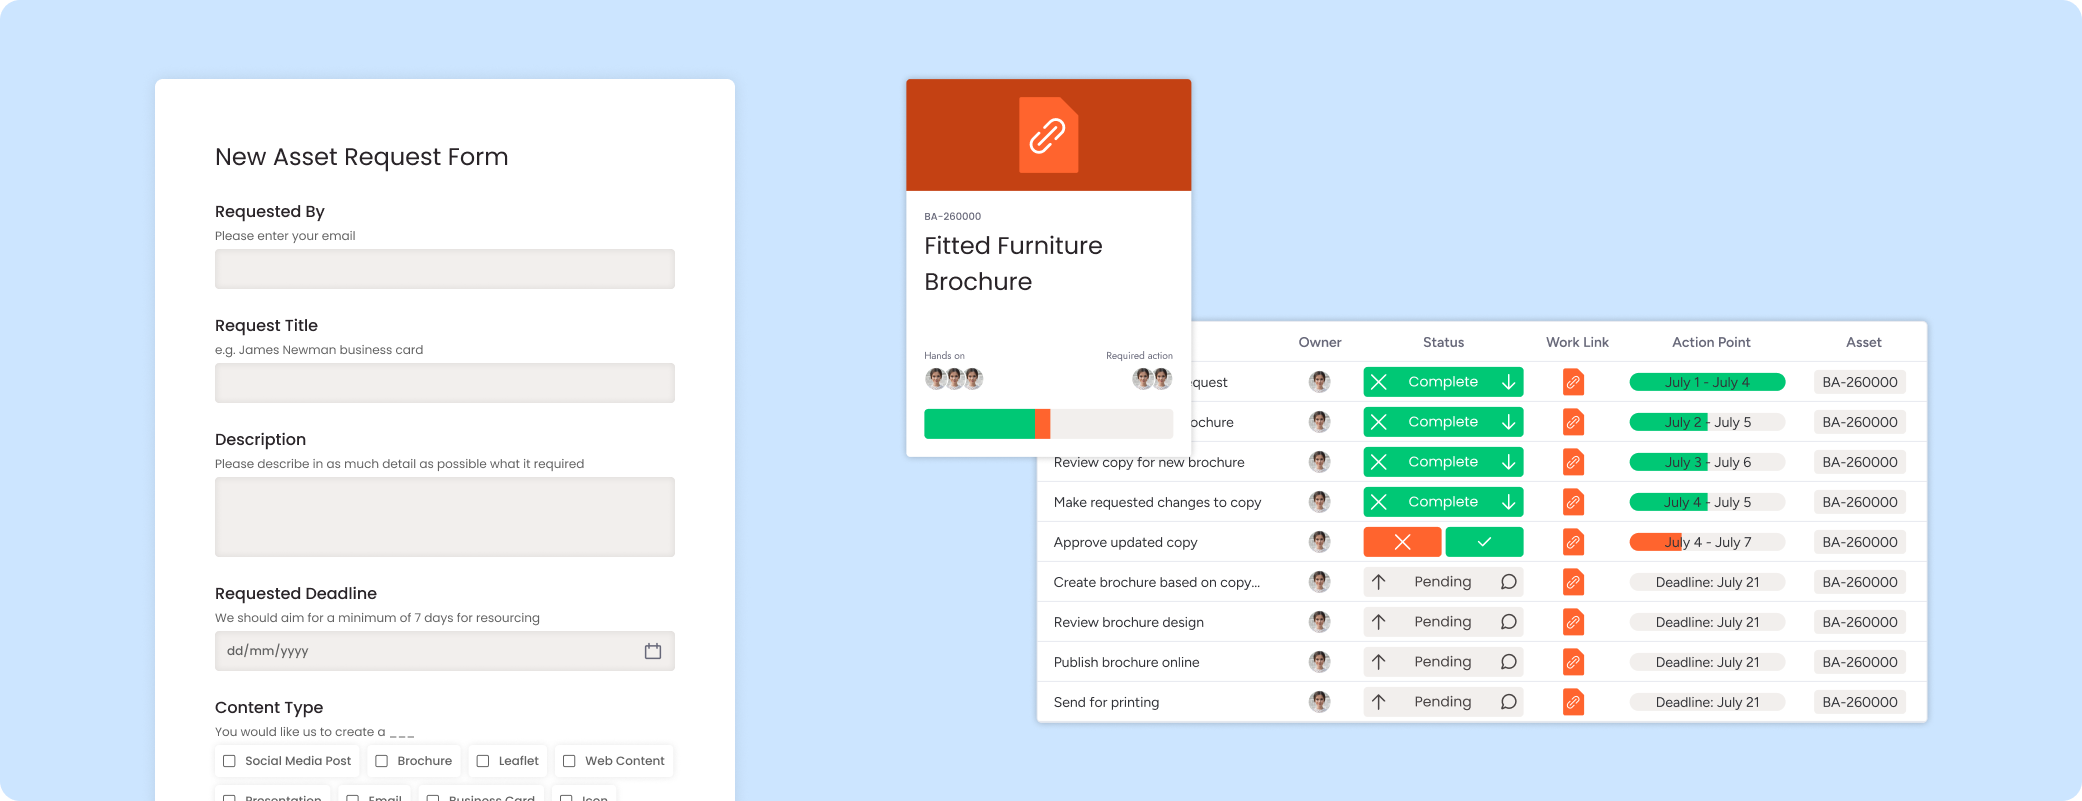 New Asset Request Form
Requested By
Please enter your email
Request Title
e.g. James Newman business card
Description
Please describe in as much detail as possible what it required
Requested Deadline
We should aim for a minimum of 7 days for resourcing
dd/mm/yyyy
Content Type
You would like us to create a ___
Social Media Post Brochure Leaflet Web Content
Presentation Email Business Card Icon
BA-260000
Fitted Furniture
Brochure
Hands on Required action
Owner Status Work Link Action Point Asset
equest Complete July 1 - July 4 BA-260000
ochure Complete July 2 - July 5 BA-260000
Review copy for new brochure Complete July 3 - July 6 BA-260000
Make requested changes to copy Complete July 4 - July 5 BA-260000
Approve updated copy July 4 - July 7 BA-260000
Create brochure based on copy... Pending Deadline: July 21 BA-260000
Review brochure design Pending Deadline: July 21 BA-260000
Publish brochure online Pending Deadline: July 21 BA-260000
Send for printing Pending Deadline: July 21 BA-260000